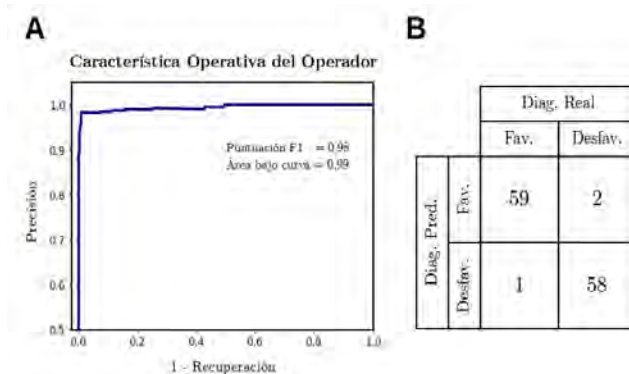 A
Característica Operativa del Operador
1.0
0.9
0.8
0.7
0.6
0.5
Precisión
Puntuación F1 = 0,98
Área bajo curva = 0,99
0.0 0.2 0.4 0.6 0.8 1.0
1 - Recuperación
B
Diag. Real
Fav. Desfav.
Diag. Pred.
Fav. 59 2
Desfav. 1 58